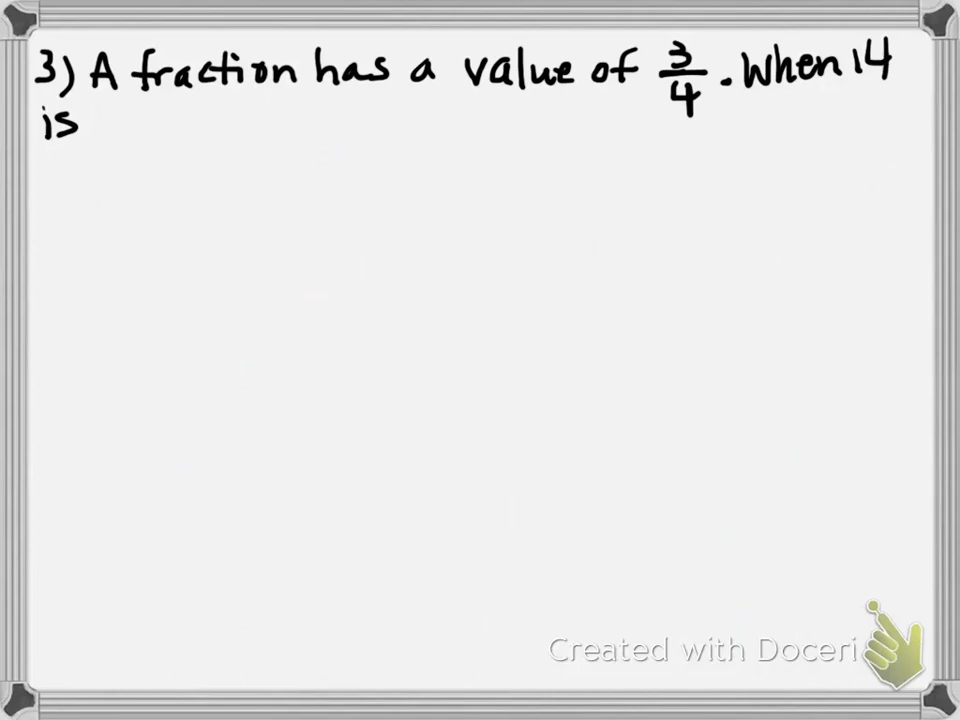 3) A fraction has a value of 3/4. When 14
is
Created with Doceri